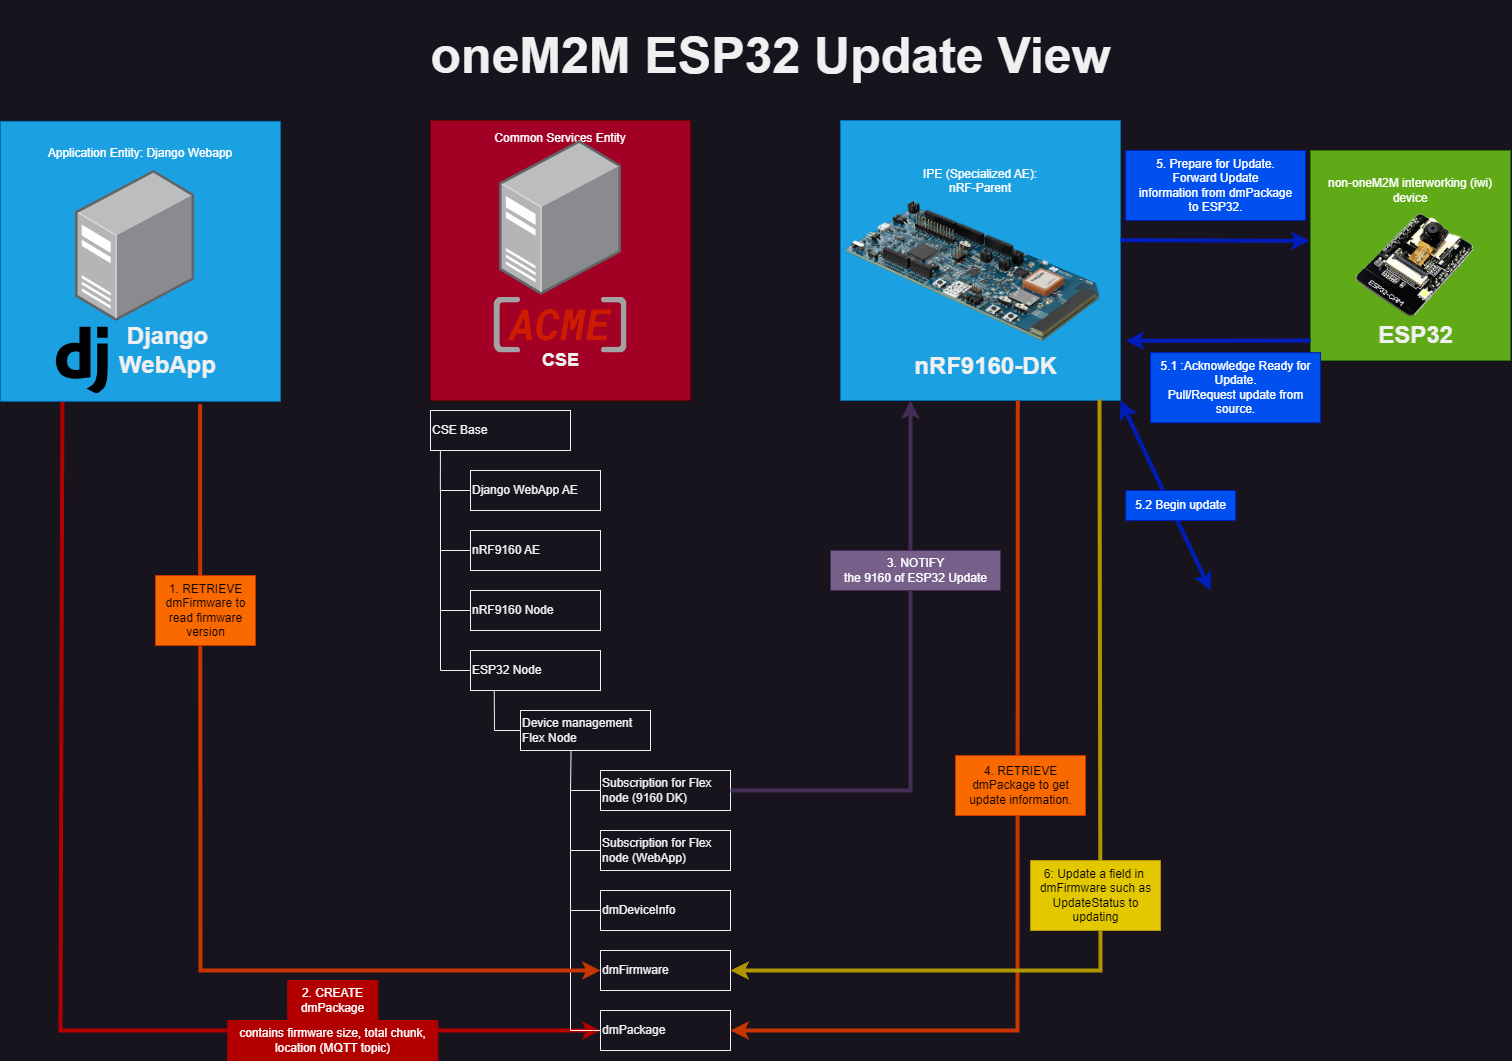 oneM2M ESP32 Update View
Application Entity: Django Webapp
dj
Django
WebApp
Common Services Entity
ACME
CSE
IPE (Specialized AE):
nRF-Parent
nRF9160-DK
5. Prepare for Update.
Forward Update
information from dmPackage
to ESP32.
non-oneM2M interworking (iwi)
device
ESP32-CAM
ESP32
5.1 :Acknowledge Ready for
Update.
Pull/Request update from
source.
5.2 Begin update
CSE Base
Django WebApp AE
nRF9160 AE
nRF9160 Node
ESP32 Node
Device management
Flex Node
Subscription for Flex
node (9160 DK)
Subscription for Flex
node (WebApp)
dmDeviceInfo
dmFirmware
dmPackage
1. RETRIEVE
dmFirmware to
read firmware
version
2. CREATE
dmPackage
contains firmware size, total chunk,
location (MQTT topic)
3. NOTIFY
the 9160 of ESP32 Update
4. RETRIEVE
dmPackage to get
update information.
6: Update a field in
dmFirmware such as
UpdateStatus to
updating